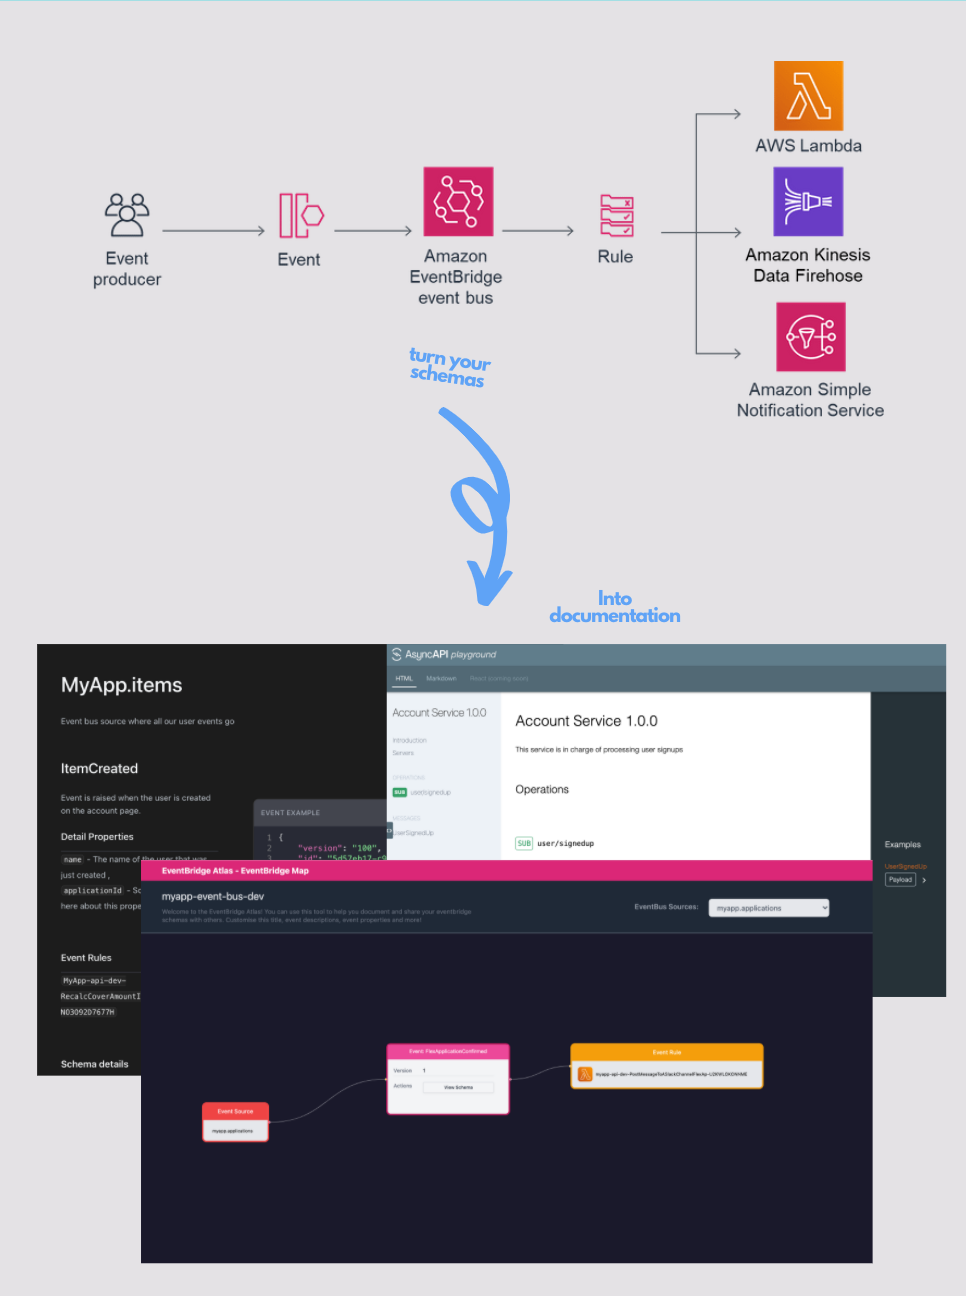 AWS Lambda
Event
producer
Event
Amazon
EventBridge
event bus
Rule
Amazon Kinesis
Data Firehose
Amazon Simple
Notification Service
turn your
schemas
Into
documentation
MyApp.items
Event bus source where all our user events go
ItemCreated
Event is raised when the user is created
on the account page.
Detail Properties
name - The name of the user that was
just created ,
applicationId - So
here about this prope
Event Rules
MyApp-api-dev-
RecalcCoverAmountI
N03092D7677H
Schema details
EVENT EXAMPLE
1 {
2 "version": "100",
3 "id": "5d57eb17-c9
AsyncAPI playground
HTML Markdown
Account Service 1.0.0
Introduction
Servers
OPERATIONS
SUB user/signedup
MESSAGES
UserSignedUp
Account Service 1.0.0
This service is in charge of processing user signups
Operations
SUB user/signedup
Examples
UserSignedUp
Payload
EventBridge Atlas - EventBridge Map
myapp-event-bus-dev
Welcome to the EventBridge Atlas! You can use this tool to help you document and share your eventbridge
schemas with others. Customise this title, event descriptions, event properties and more!
EventBus Sources: myapp.applications
Event Source
myapp.applications
Event: FlexApplicationConfirmed
Version 1
Actions View Schema
Event Rule